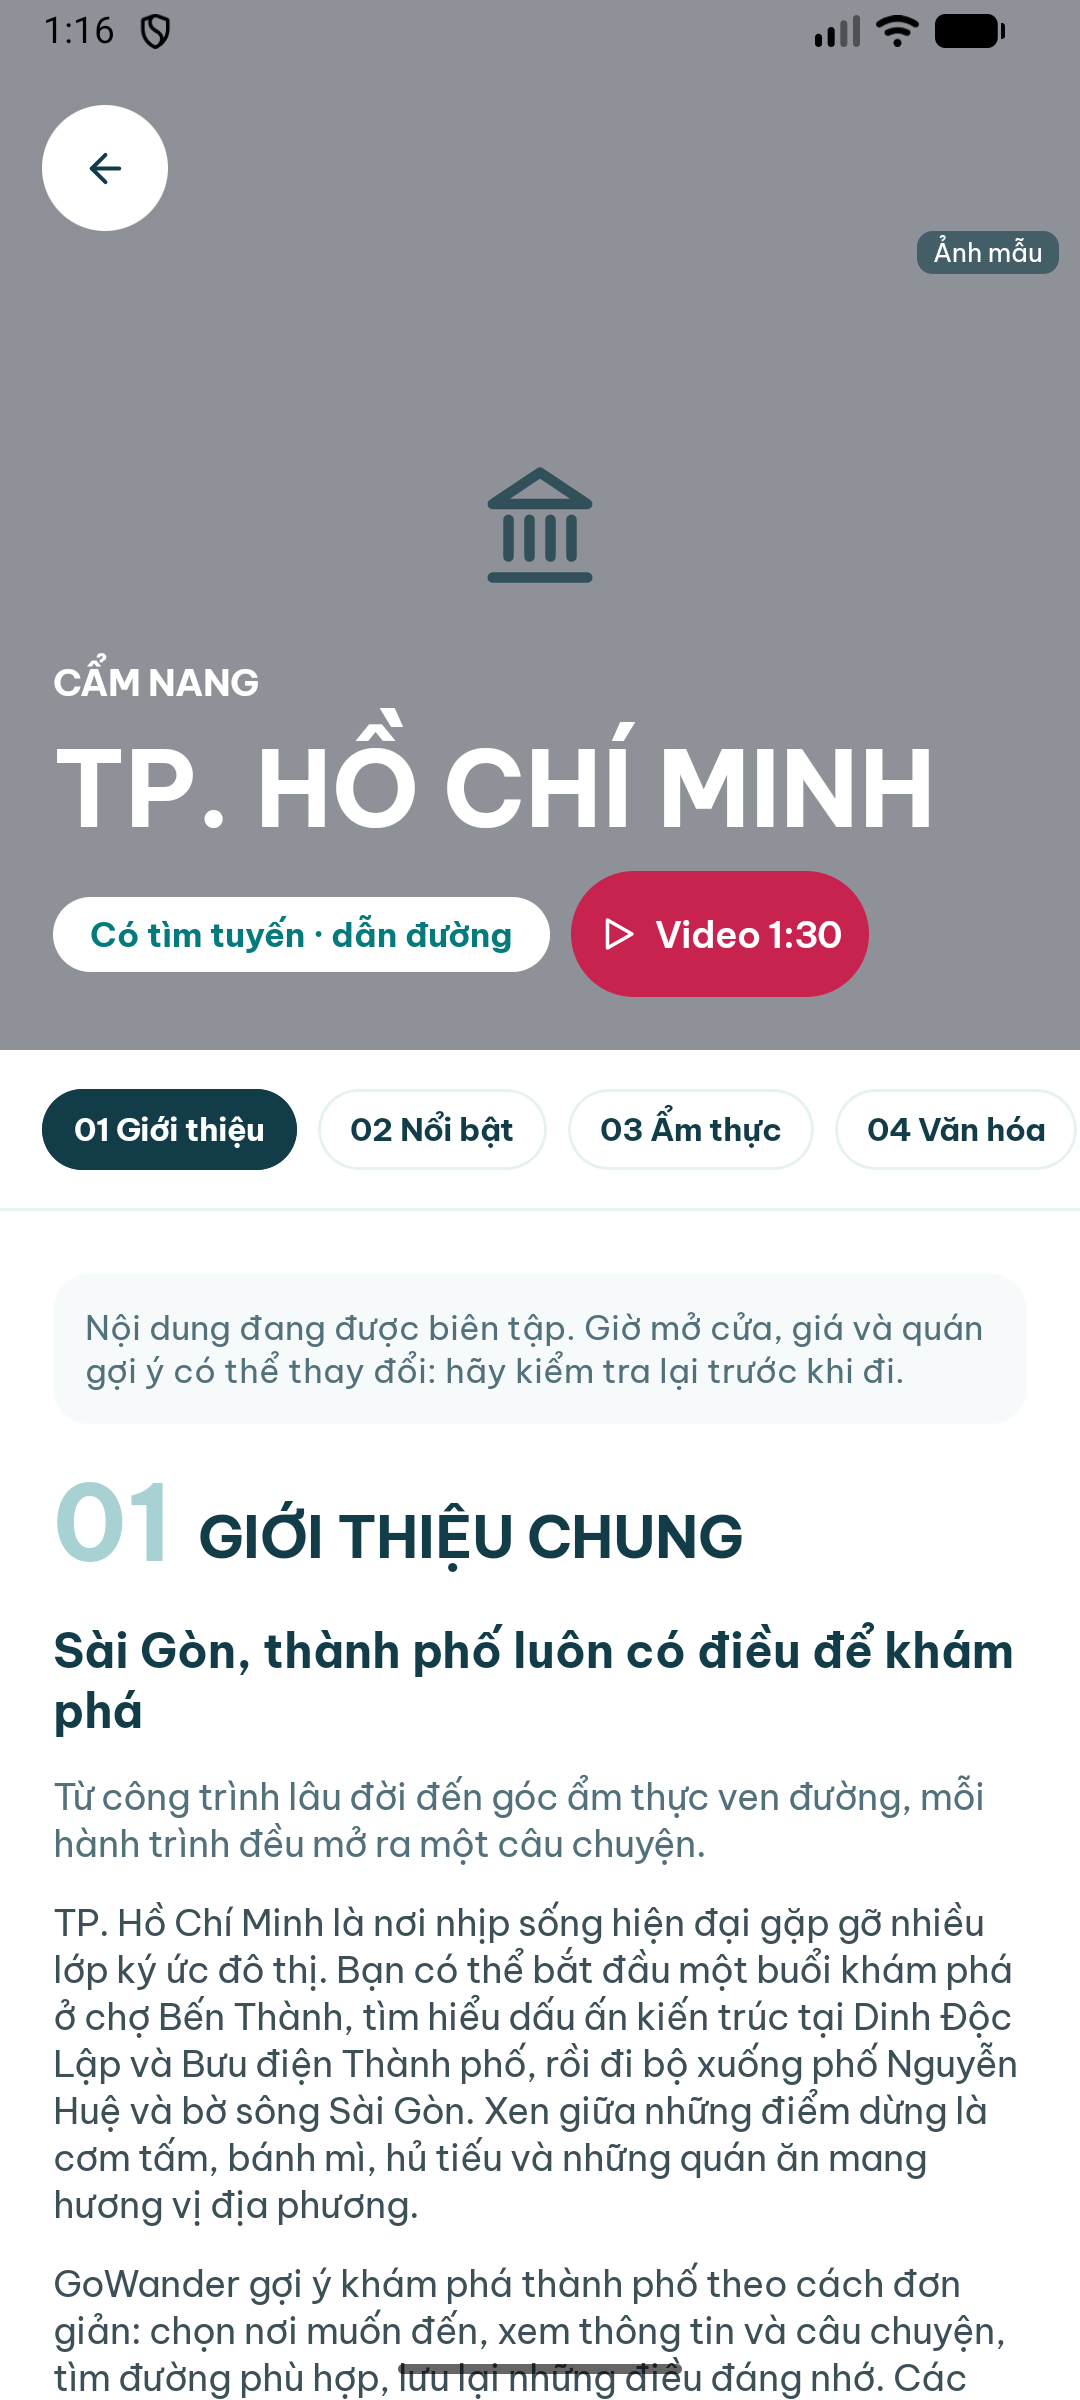 1:16
Ảnh mẫu
CẨM NANG
TP. HỒ CHÍ MINH
Có tìm tuyến · dẫn đường
Video 1:30
01 Giới thiệu
02 Nổi bật
03 Ẩm thực
04 Văn hóa
Nội dung đang được biên tập. Giờ mở cửa, giá và quán
gợi ý có thể thay đổi: hãy kiểm tra lại trước khi đi.
01 GIỚI THIỆU CHUNG
Sài Gòn, thành phố luôn có điều để khám
phá
Từ công trình lâu đời đến góc ẩm thực ven đường, mỗi
hành trình đều mở ra một câu chuyện.
TP. Hồ Chí Minh là nơi nhịp sống hiện đại gặp gỡ nhiều
lớp ký ức đô thị. Bạn có thể bắt đầu một buổi khám phá
ở chợ Bến Thành, tìm hiểu dấu ấn kiến trúc tại Dinh Độc
Lập và Bưu điện Thành phố, rồi đi bộ xuống phố Nguyễn
Huệ và bờ sông Sài Gòn. Xen giữa những điểm dừng là
cơm tấm, bánh mì, hủ tiếu và những quán ăn mang
hương vị địa phương.
GoWander gợi ý khám phá thành phố theo cách đơn
giản: chọn nơi muốn đến, xem thông tin và câu chuyện,
tìm đường phù hợp, lưu lại những điều đáng nhớ. Các